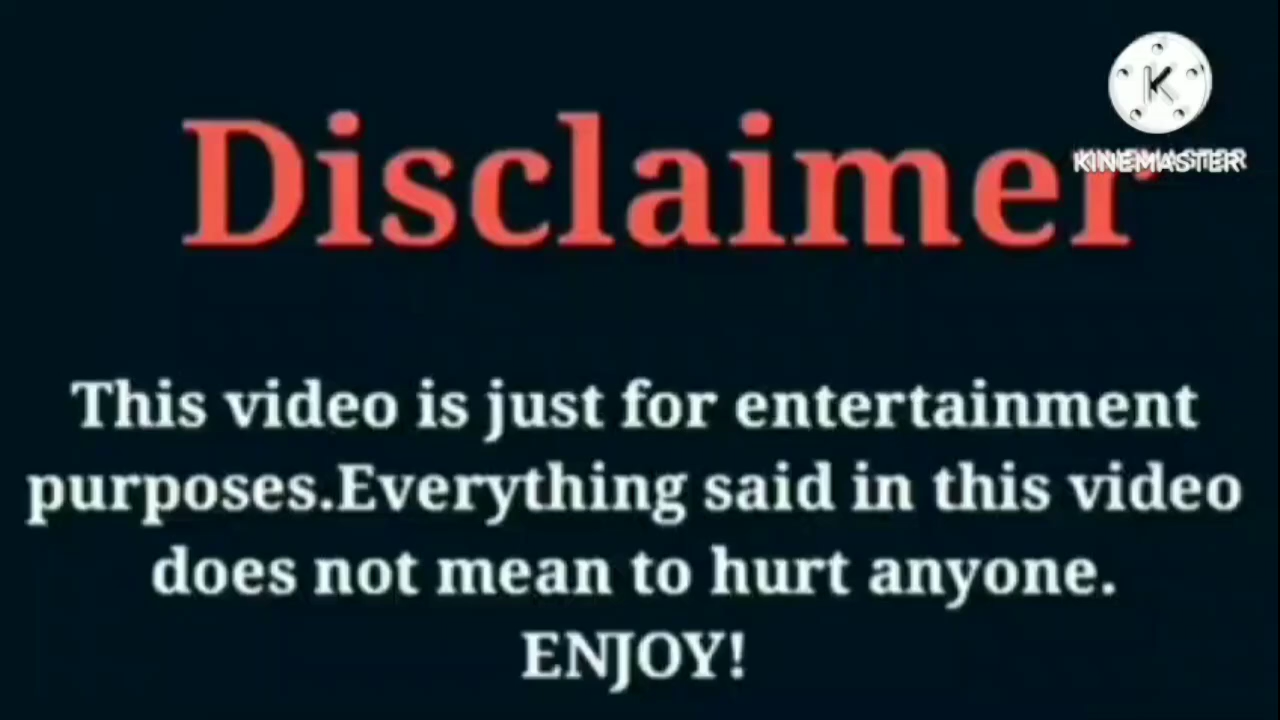 K
KINEMASTER
Disclaimer
This video is just for entertainment
purposes.Everything said in this video
does not mean to hurt anyone.
ENJOY!